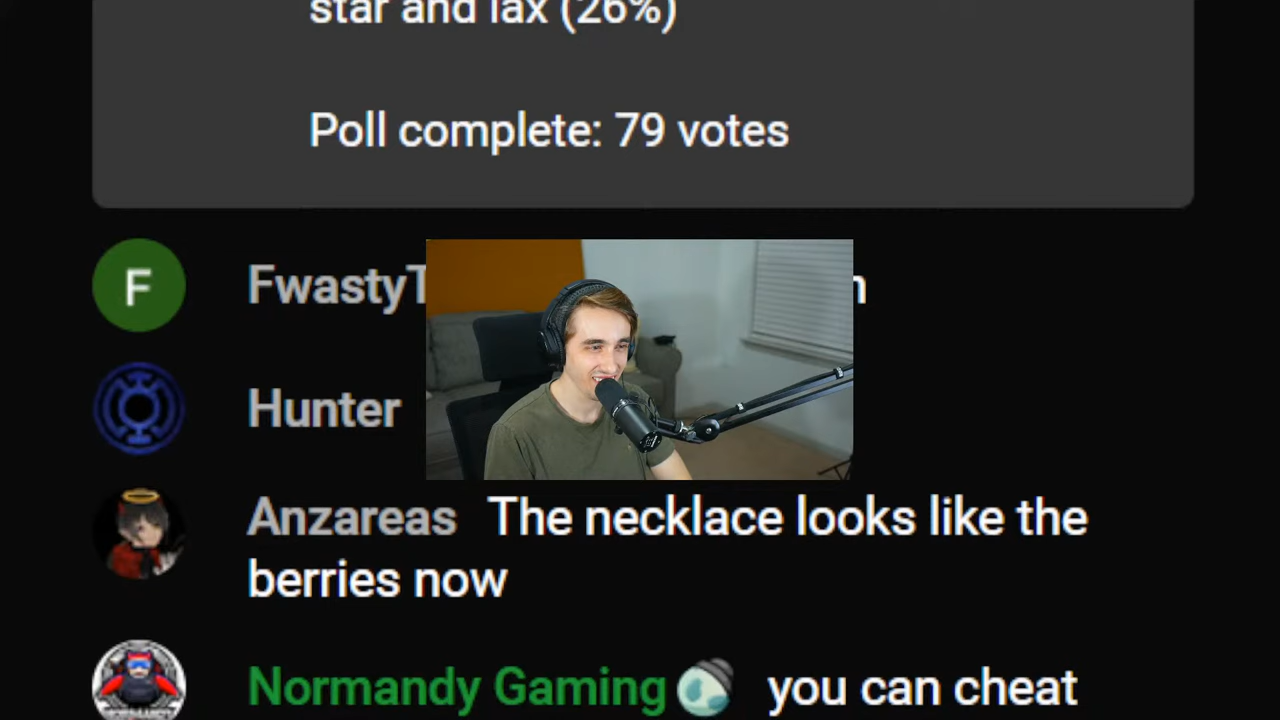 star and lax (26%)
Poll complete: 79 votes
F
Hunter
Anzareas The necklace looks like the
berries now
Normandy Gaming you can cheat